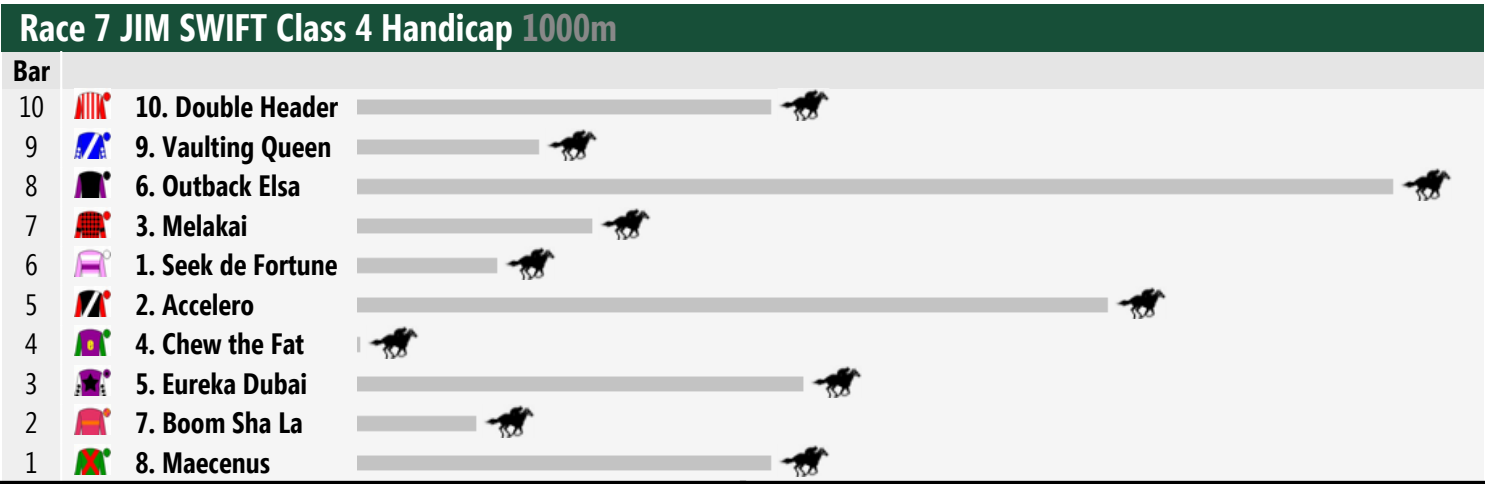 Race 7 JIM SWIFT Class 4 Handicap 1000m
Bar
10 10. Double Header
9 9. Vaulting Queen
8 6. Outback Elsa
7 3. Melakai
6 1. Seek de Fortune
5 2. Accelero
4 4. Chew the Fat
3 5. Eureka Dubai
2 7. Boom Sha La
1 8. Maecenus